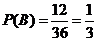 P(B) = 12/36 = 1/3